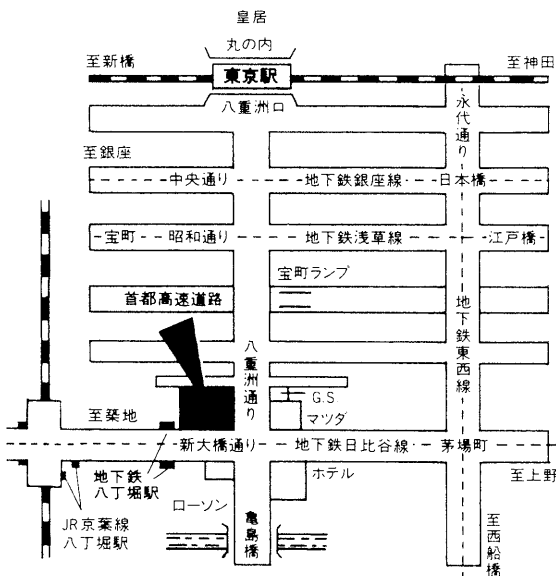 皇居
丸の内
至新橋
東京駅
至神田
八重洲口
永代通り
至銀座
中央通り
地下鉄銀座線
日本橋
宝町
昭和通り
地下鉄浅草線
江戸橋
宝町ランプ
首都高速道路
地下鉄東西線
八重洲通り
G.S.
至築地
マツダ
新大橋通り
地下鉄日比谷線
茅場町
地下鉄
八丁堀駅
ホテル
至上野
ローソン
JR京葉線
八丁堀駅
亀島橋
至西船橋